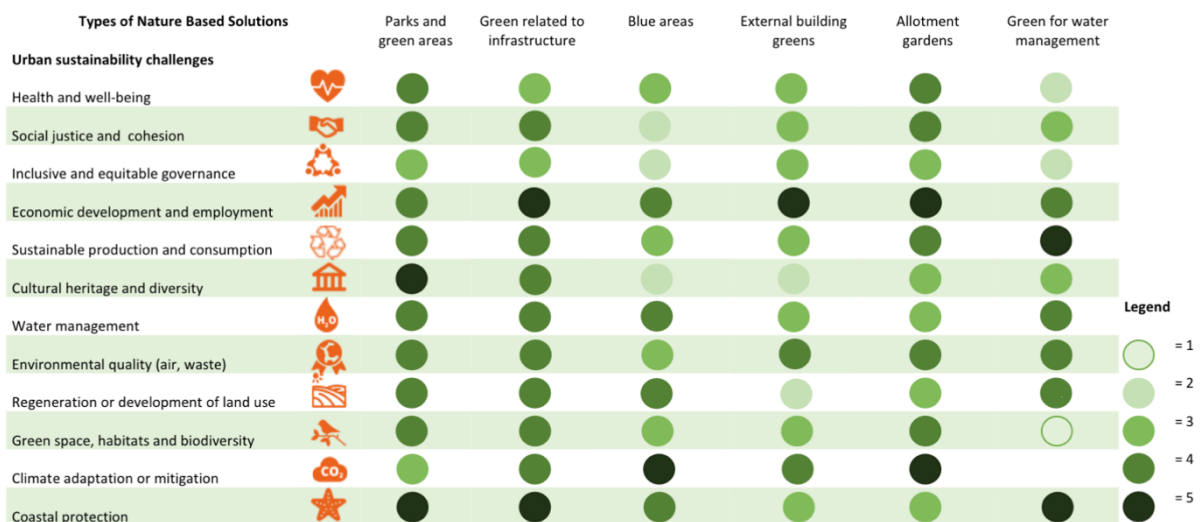 Types of Nature Based Solutions
Parks and green areas
Green related to infrastructure
Blue areas
External building greens
Allotment gardens
Green for water management
Urban sustainability challenges
Health and well-being
Social justice and cohesion
Inclusive and equitable governance
Economic development and employment
Sustainable production and consumption
Cultural heritage and diversity
Water management
H₂O
Environmental quality (air, waste)
Regeneration or development of land use
Green space, habitats and biodiversity
Climate adaptation or mitigation
CO₂
Coastal protection
Legend
= 1
= 2
= 3
= 4
= 5